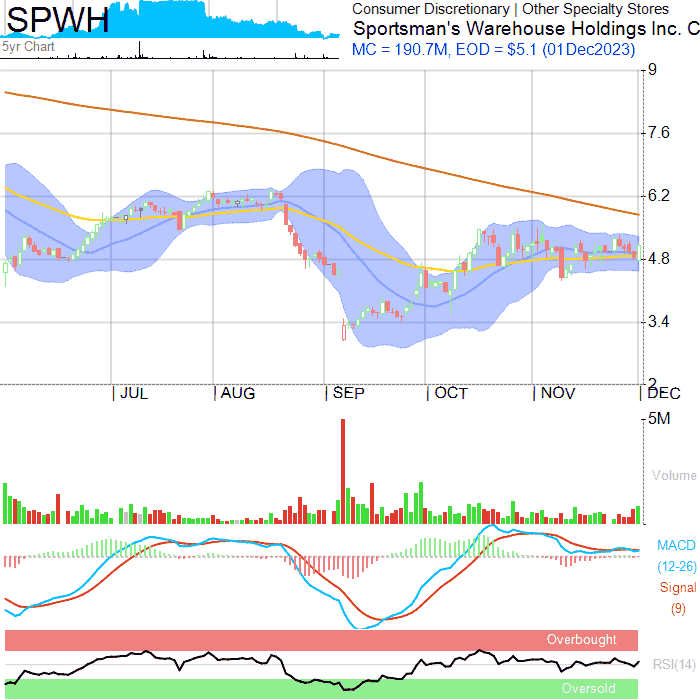 SPWH
5yr Chart
Consumer Discretionary | Other Specialty Stores
Sportsman's Warehouse Holdings Inc. C
MC = 190.7M, EOD = $5.1 (01Dec2023)
9
7.6
6.2
4.8
3.4
2
JUL
AUG
SEP
OCT
NOV
DEC
5M
Volume
MACD
(12-26)
Signal
(9)
Overbought
RSI(14)
Oversold